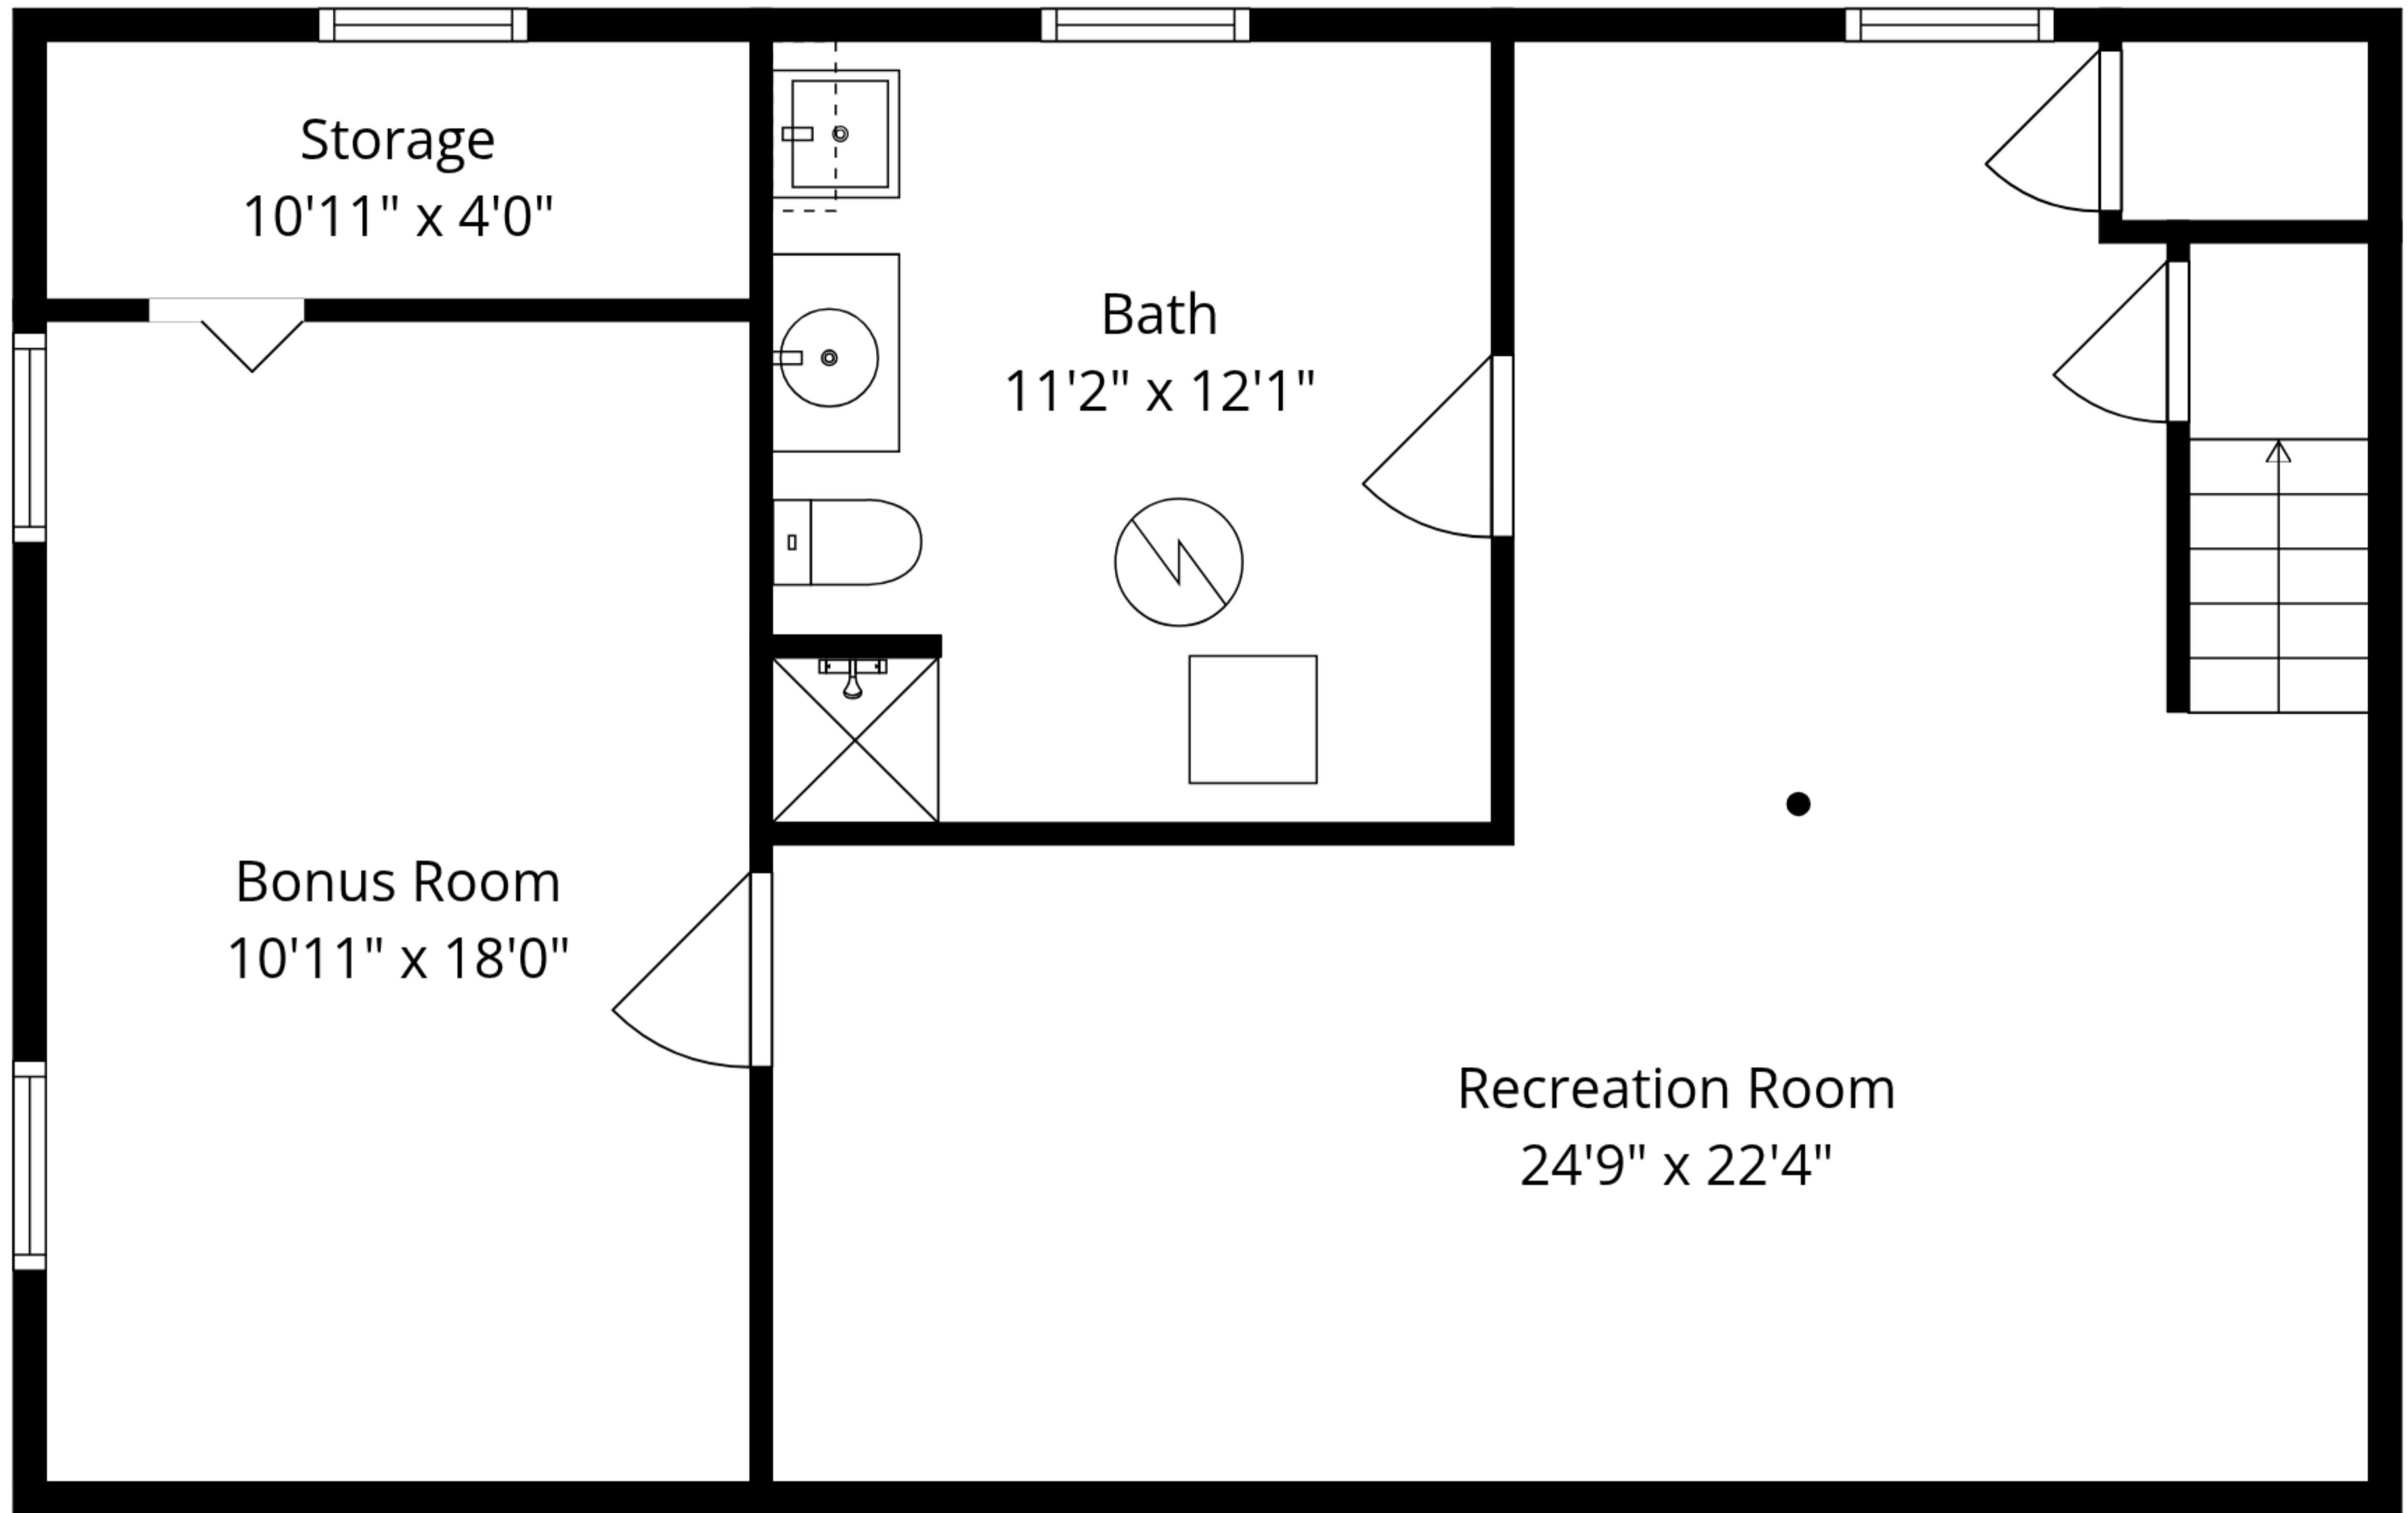 Storage
10'11" x 4'0"
Bath
11'2" x 12'1"
Bonus Room
10'11" x 18'0"
Recreation Room
24'9" x 22'4"